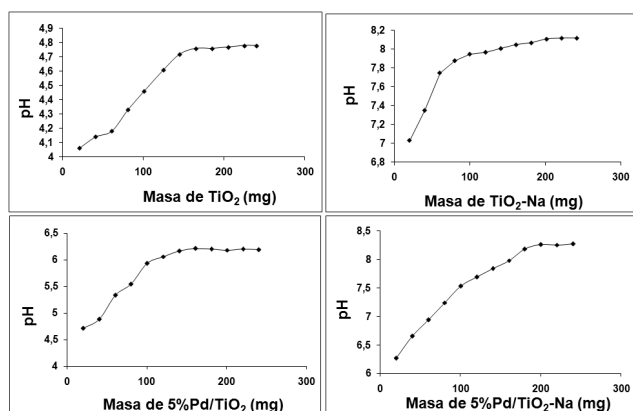 pH
4,9
4,8
4,7
4,6
4,5
4,4
4,3
4,2
4,1
4
0 100 200 300
Masa de TiO₂ (mg)
pH
8,2
8
7,8
7,6
7,4
7,2
7
6,8
0 100 200 300
Masa de TiO₂-Na (mg)
pH
6,5
6
5,5
5
4,5
4
0 100 200 300
Masa de 5%Pd/TiO₂ (mg)
pH
8,5
8
7,5
7
6,5
6
0 100 200 300
Masa de 5%Pd/TiO₂-Na (mg)